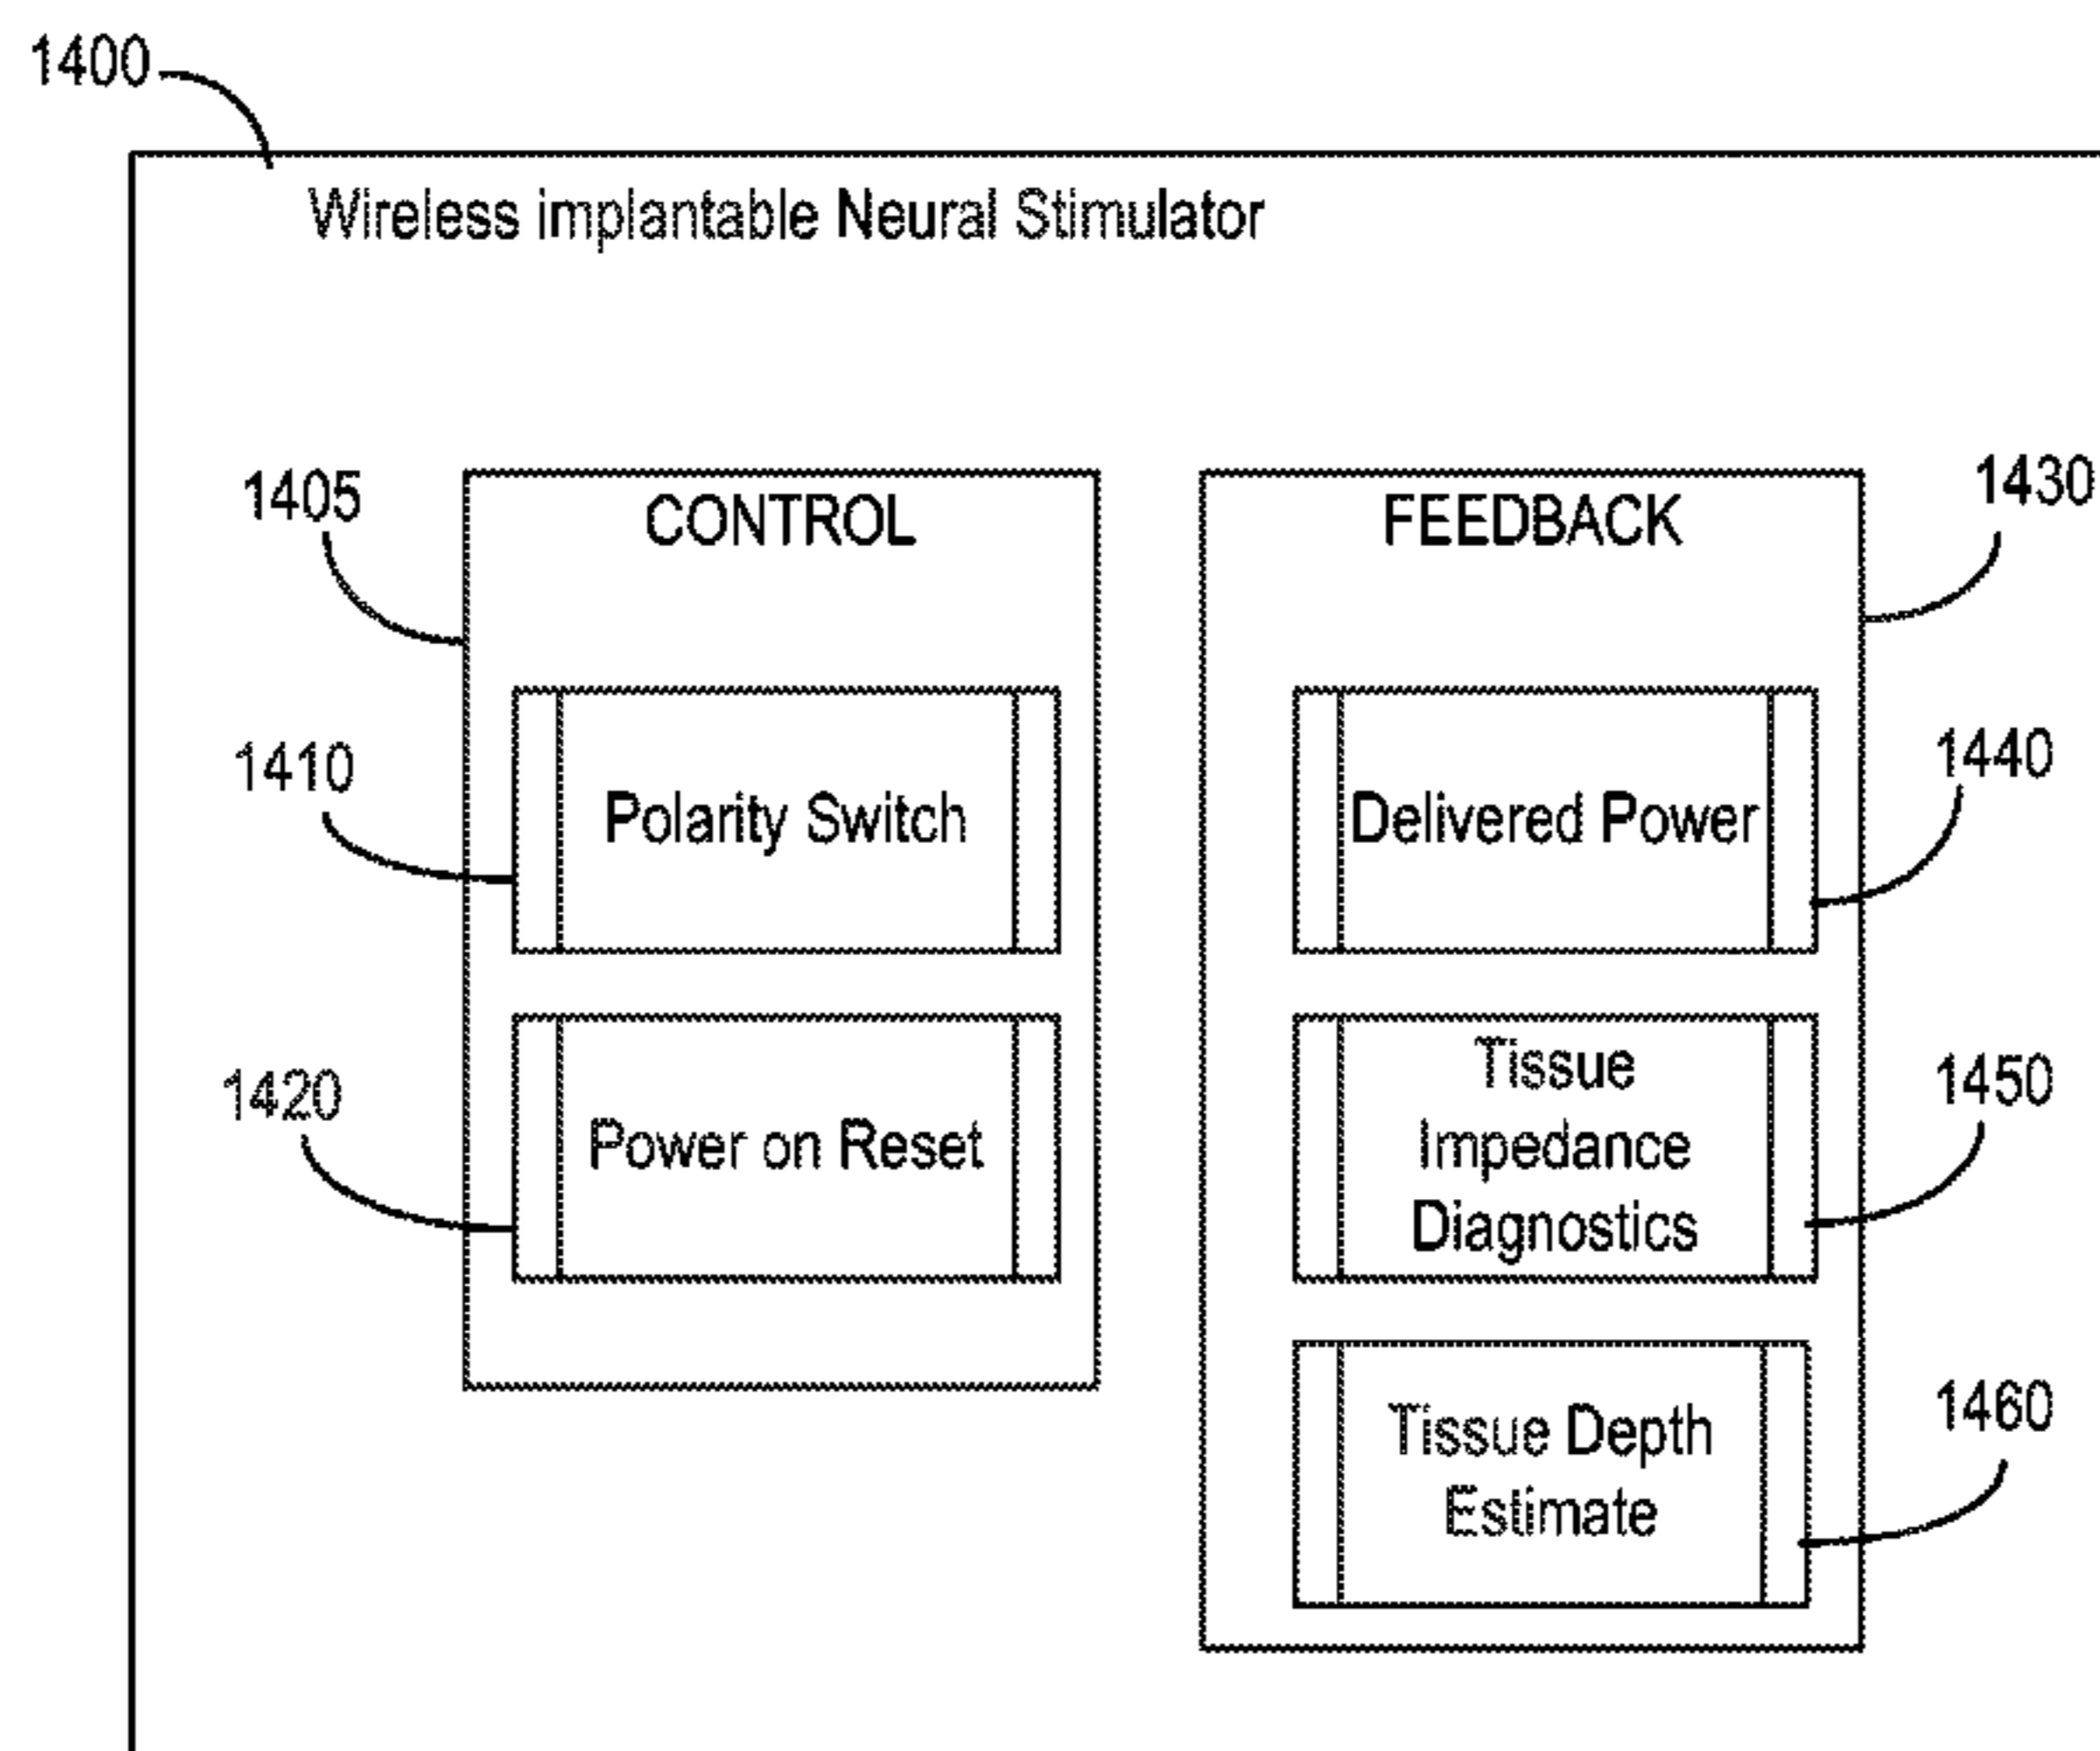 1400
Wireless implantable Neural Stimulator
1405
CONTROL
FEEDBACK
1430
1410
Polarity Switch
Delivered Power
1440
1420
Power on Reset
Tissue
Impedance
Diagnostics
1450
Tissue Depth
Estimate
1460